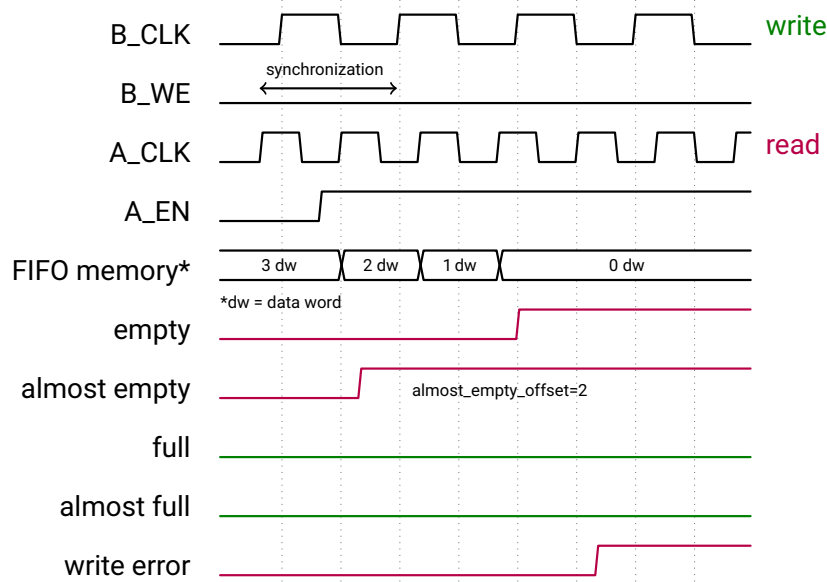 B_CLK
write
synchronization
B_WE
A_CLK
read
A_EN
FIFO memory*
3 dw
2 dw
1 dw
0 dw
*dw = data word
empty
almost empty
almost_empty_offset=2
full
almost full
write error